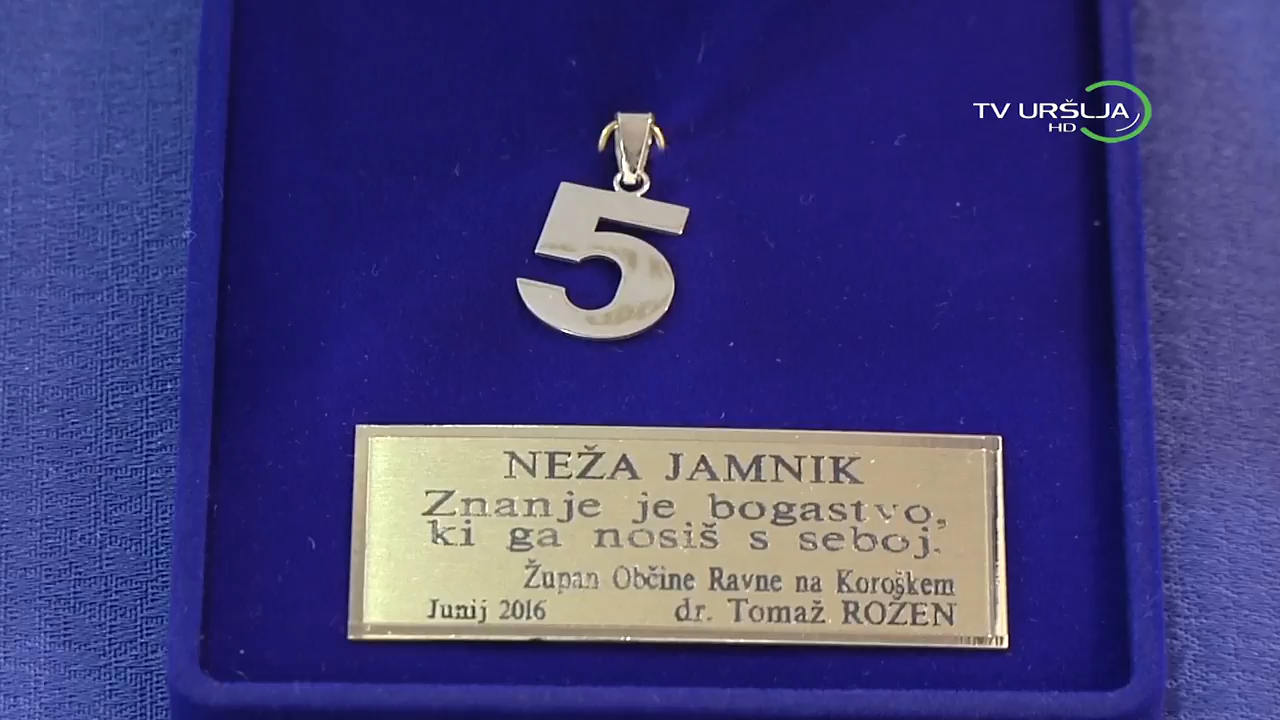 TV URŠLJA
HD
5
NEŽA JAMNIK
Znanje je bogastvo,
ki ga nosiš s seboj.
Župan Občine Ravne na Koroškem
Junij 2016 dr. Tomaž ROŽEN